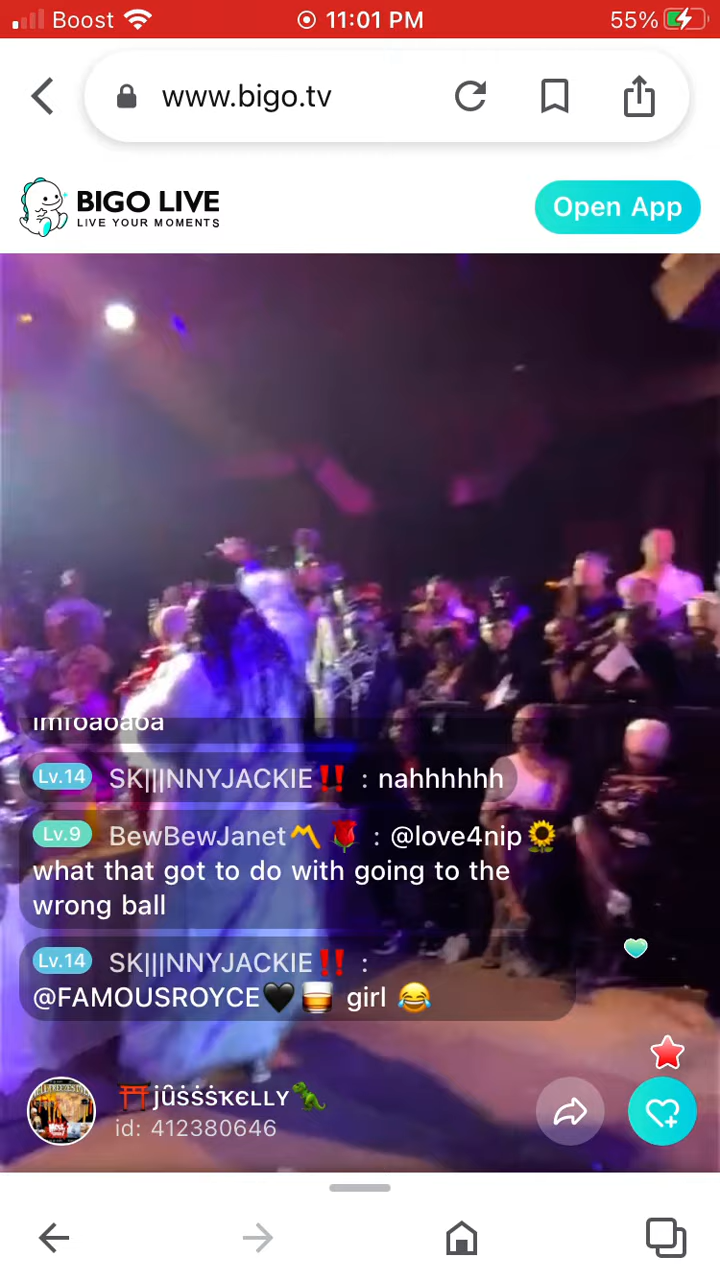 Boost 11:01 PM 55%
www.bigo.tv
BIGO LIVE
LIVE YOUR MOMENTS
Open App
lmfoaoaoa
Lv.14 SK|||NNYJACKIE‼️ : nahhhhhh
Lv.9 BewBewJanet〽️🌹 : @love4nip🌻
what that got to do with going to the
wrong ball
Lv.14 SK|||NNYJACKIE‼️ :
@FAMOUSROYCE🖤🥃 girl 😂
⛩️jûṡṡṡĸЄLLY🦖
id: 412380646